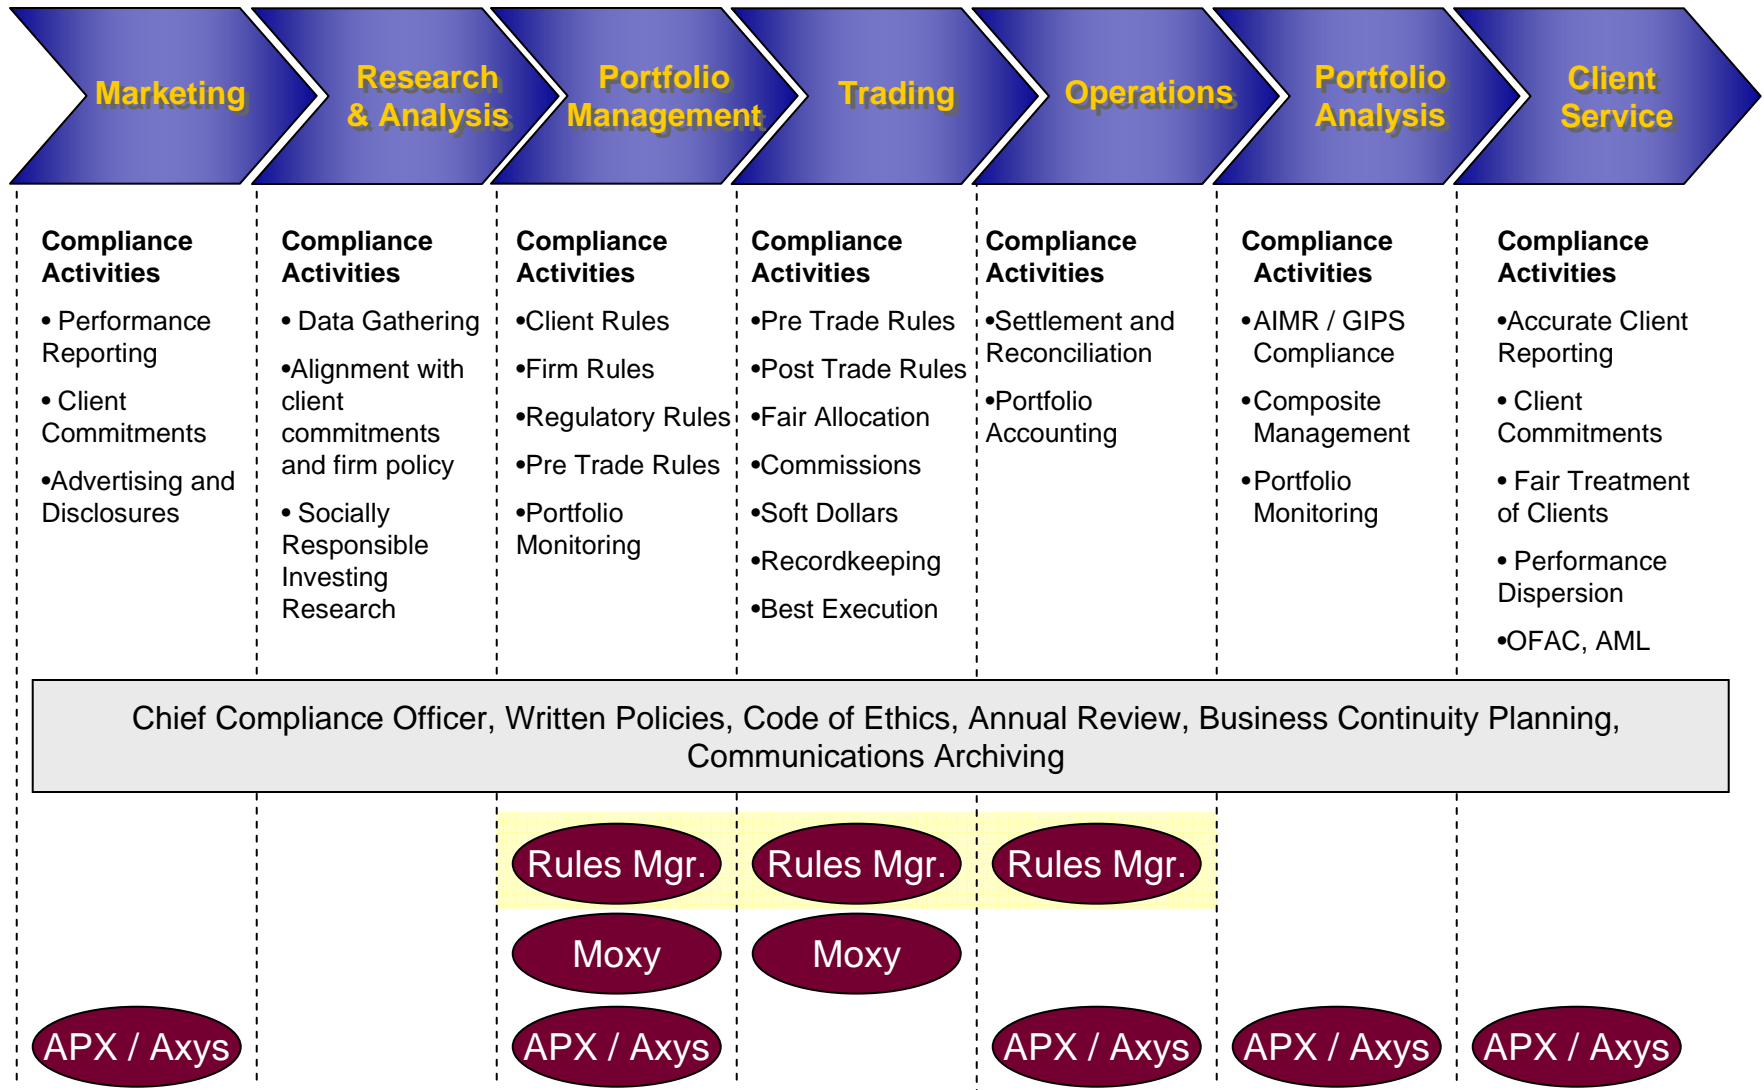 Marketing
Research
& Analysis
Portfolio
Management
Trading
Operations
Portfolio
Analysis
Client
Service
Compliance
Activities
• Performance
Reporting
• Client
Commitments
•Advertising and
Disclosures
Compliance
Activities
• Data Gathering
•Alignment with
client
commitments
and firm policy
• Socially
Responsible
Investing
Research
Compliance
Activities
•Client Rules
•Firm Rules
•Regulatory Rules
•Pre Trade Rules
•Portfolio
Monitoring
Compliance
Activities
•Pre Trade Rules
•Post Trade Rules
•Fair Allocation
•Commissions
•Soft Dollars
•Recordkeeping
•Best Execution
Compliance
Activities
•Settlement and
Reconciliation
•Portfolio
Accounting
Compliance
Activities
•AIMR / GIPS
Compliance
•Composite
Management
•Portfolio
Monitoring
Compliance
Activities
•Accurate Client
Reporting
• Client
Commitments
• Fair Treatment
of Clients
• Performance
Dispersion
•OFAC, AML
Chief Compliance Officer, Written Policies, Code of Ethics, Annual Review, Business Continuity Planning,
Communications Archiving
Rules Mgr.
Rules Mgr.
Rules Mgr.
Moxy
Moxy
APX / Axys
APX / Axys
APX / Axys
APX / Axys
APX / Axys